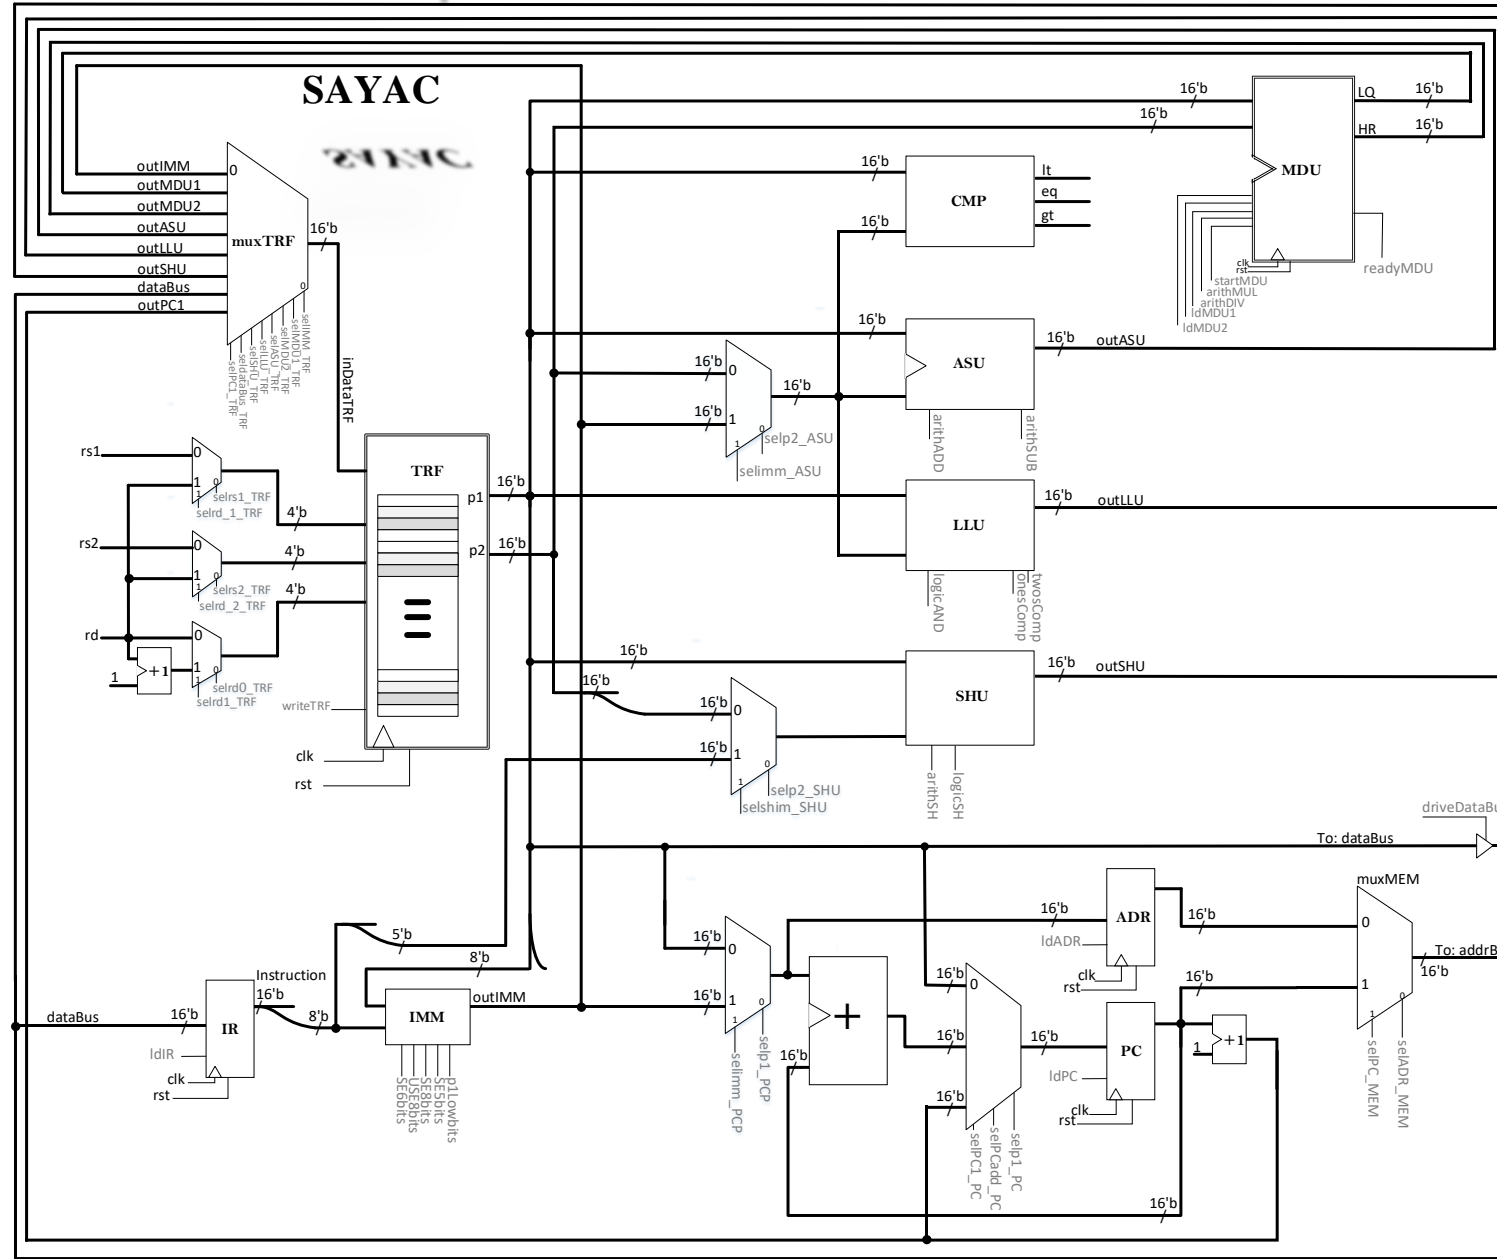 SAYAC
SAYAC
outIMM
outMDU1
outMDU2
outASU
outLLU
outSHU
dataBus
outPC1
0
muxTRF
0
16'b
selIMM_TRF
selMDU1_TRF
selMDU2_TRF
selASU_TRF
selLLU_TRF
selSHU_TRF
seldataBus_TRF
selPC1_TRF
inDataTRF
16'b
16'b
LQ
16'b
HR
16'b
MDU
clk
rst
startMDU
arithMUL
arithDIV
ldMDU1
ldMDU2
readyMDU
16'b
16'b
CMP
lt
eq
gt
16'b
ASU
16'b
outASU
arithADD
arithSUB
16'b
0
16'b
1
1
0
16'b
selp2_ASU
selimm_ASU
rs1
0
1
1
0
selrs1_TRF
selrd_1_TRF
4'b
rs2
0
1
1
0
selrs2_TRF
selrd_2_TRF
4'b
rd
0
1
1
0
selrd0_TRF
selrd1_TRF
4'b
+1
1
TRF
p1
16'b
p2
16'b
writeTRF
clk
rst
LLU
16'b
outLLU
logicAND
onesComp
twosComp
16'b
SHU
16'b
outSHU
arithSH
logicSH
16'b
16'b
0
16'b
1
1
0
selp2_SHU
selshim_SHU
driveDataBu
To: dataBus
dataBus
16'b
IR
ldIR
clk
rst
Instruction
16'b
8'b
5'b
8'b
IMM
outIMM
SE6bits
USE8bits
SE8bits
SE5bits
p1Lowbits
16'b
0
16'b
1
1
0
selp1_PCP
selimm_PCP
+
16'b
16'b
0
16'b
16'b
selPC1_PC
selPCadd_PC
selp1_PC
16'b
16'b
ADR
ldADR
clk
rst
16'b
PC
ldPC
clk
rst
16'b
1
+1
16'b
muxMEM
0
1
1
0
selPC_MEM
selADR_MEM
To: addrB
16'b